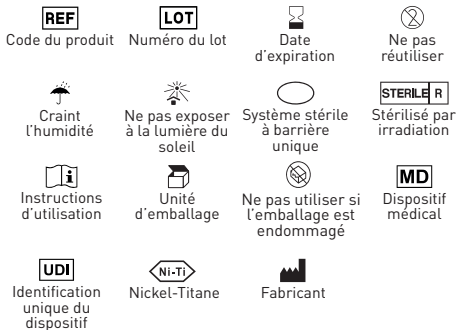 REF
Code du produit
LOT
Numéro du lot
Date
d'expiration
2
Ne pas
réutiliser
Craint
l'humidité
Ne pas exposer
à la lumière du
soleil
Système stérile
à barrière
unique
STERILE R
Stérilisé par
irradiation
i
Instructions
d'utilisation
Unité
d'emballage
Ne pas utiliser si
l'emballage est
endommagé
MD
Dispositif
médical
UDI
Identification
unique du
dispositif
Ni-Ti
Nickel-Titane
Fabricant